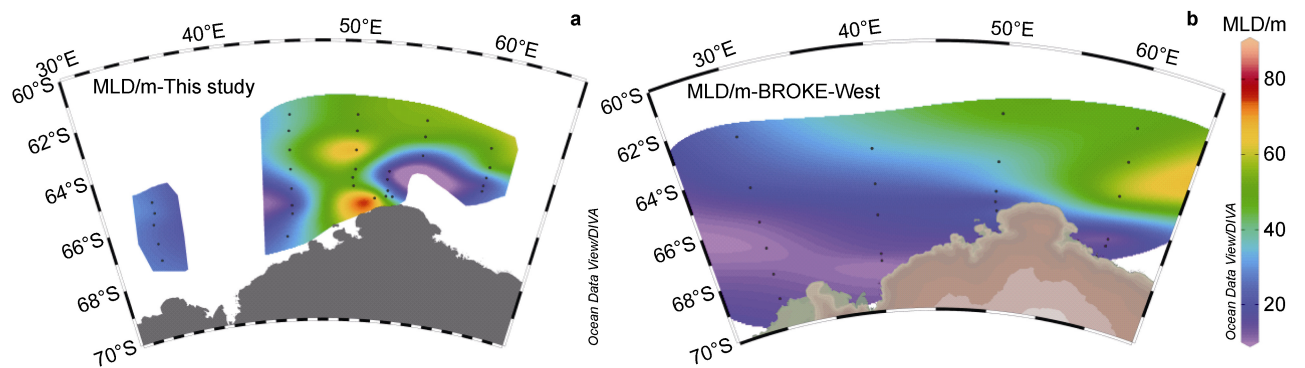 a
40°E
50°E
60°E
30°E
60°S
62°S
64°S
66°S
68°S
70°S
MLD/m-This study
Ocean Data View/DIVA
b
MLD/m
30°E
40°E
50°E
60°E
60°S
62°S
64°S
66°S
68°S
70°S
MLD/m-BROKE-West
Ocean Data View/DIVA
80
60
40
20